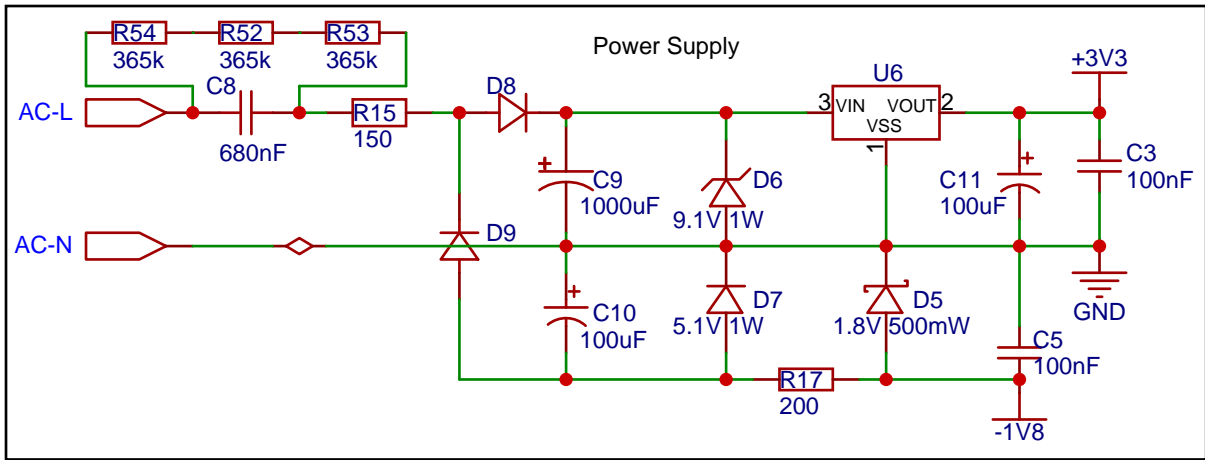 R54
R52
R53
365k
365k
365k
Power Supply
+3V3
C8
D8
U6
AC-L
R15
3
VIN
VOUT
2
VSS
1
150
680nF
C9
1000uF
D6
9.1V
1W
C11
100uF
C3
100nF
AC-N
D9
C10
100uF
D7
5.1V
1W
D5
1.8V
500mW
GND
C5
100nF
R17
200
-1V8